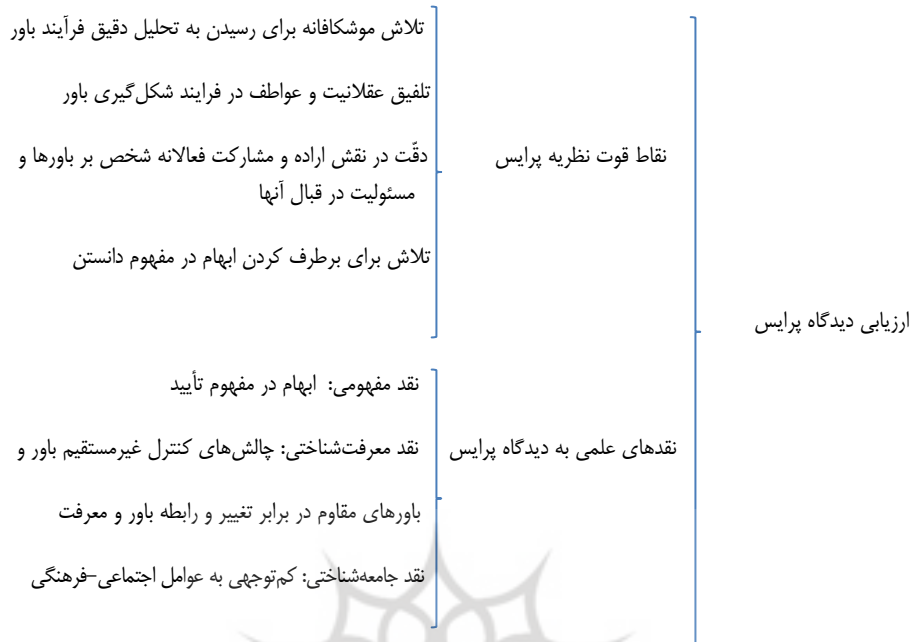 ارزیابی دیدگاه پرایس
نقاط قوت نظریه پرایس
تلاش موشکافانه برای رسیدن به تحلیل دقیق فرآیند باور
تلفیق عقلانیت و عواطف در فرایند شکل‌گیری باور
دقّت در نقش اراده و مشارکت فعالانه شخص بر باورها و
مسئولیت در قبال آنها
تلاش برای برطرف کردن ابهام در مفهوم دانستن
نقدهای علمی به دیدگاه پرایس
نقد مفهومی: ابهام در مفهوم تأیید
نقد معرفت‌شناختی: چالش‌های کنترل غیرمستقیم باور و
باورهای مقاوم در برابر تغییر و رابطه باور و معرفت
نقد جامعه‌شناختی: کم‌توجهی به عوامل اجتماعی-فرهنگی